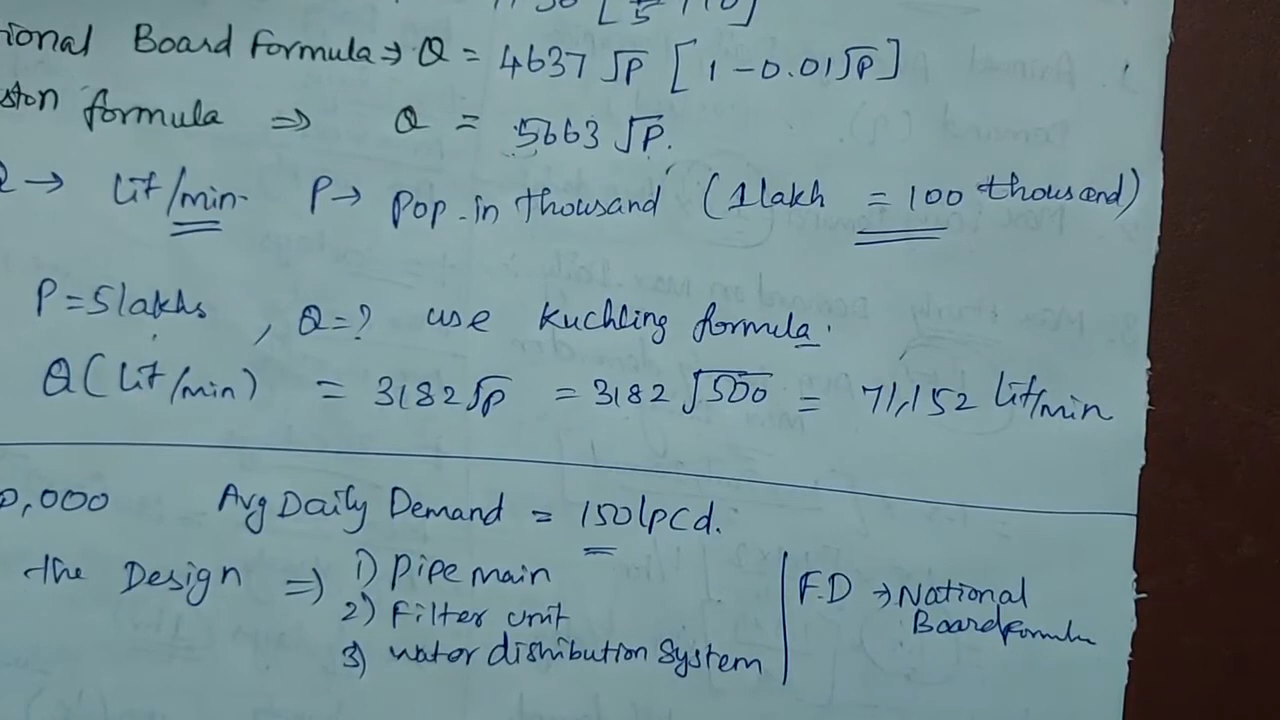 ional Board Formula → Q = 4637 √P [1 - 0.01√P]
ston formula ⇒ Q = 5663 √P.
→ lit/min. P → Pop. in thousand (1 lakh = 100 thousand)
P = 5 lakhs, Q = ? use kuchling formula.
Q (lit/min) = 3182 √P = 3182 √500 = 71,152 lit/min
0,000 Avg Daily Demand = 150 lpcd.
the Design ⇒ 1) Pipe main
2) Filter unit
3) water distribution System
F.D → National
Board formula